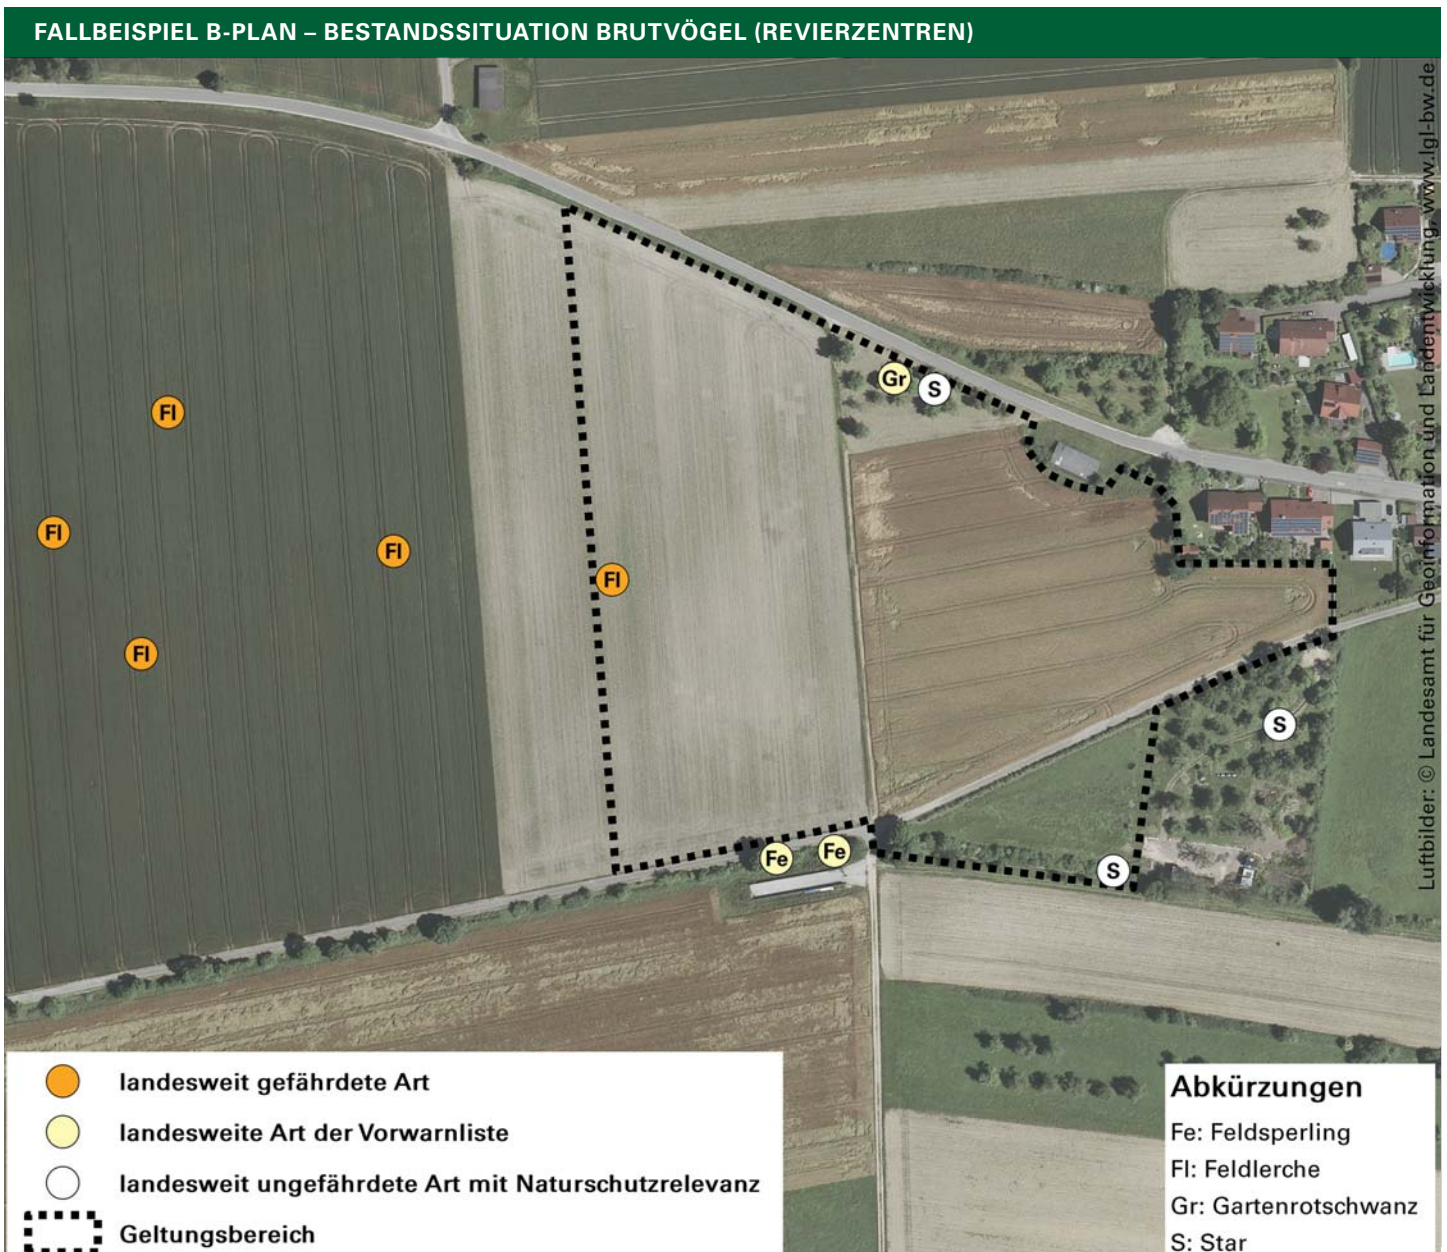 FALLBEISPIEL B-PLAN – BESTANDSSITUATION BRUTVÖGEL (REVIERZENTREN)
Luftbilder: © Landesamt für Geoinformation und Landentwicklung, www.lgl-bw.de
Gr
S
Fl
Fl
Fl
Fl
Fl
S
Fe
Fe
S
landesweit gefährdete Art
landesweite Art der Vorwarnliste
landesweit ungefährdete Art mit Naturschutzrelevanz
Geltungsbereich
Abkürzungen
Fe: Feldsperling
Fl: Feldlerche
Gr: Gartenrotschwanz
S: Star